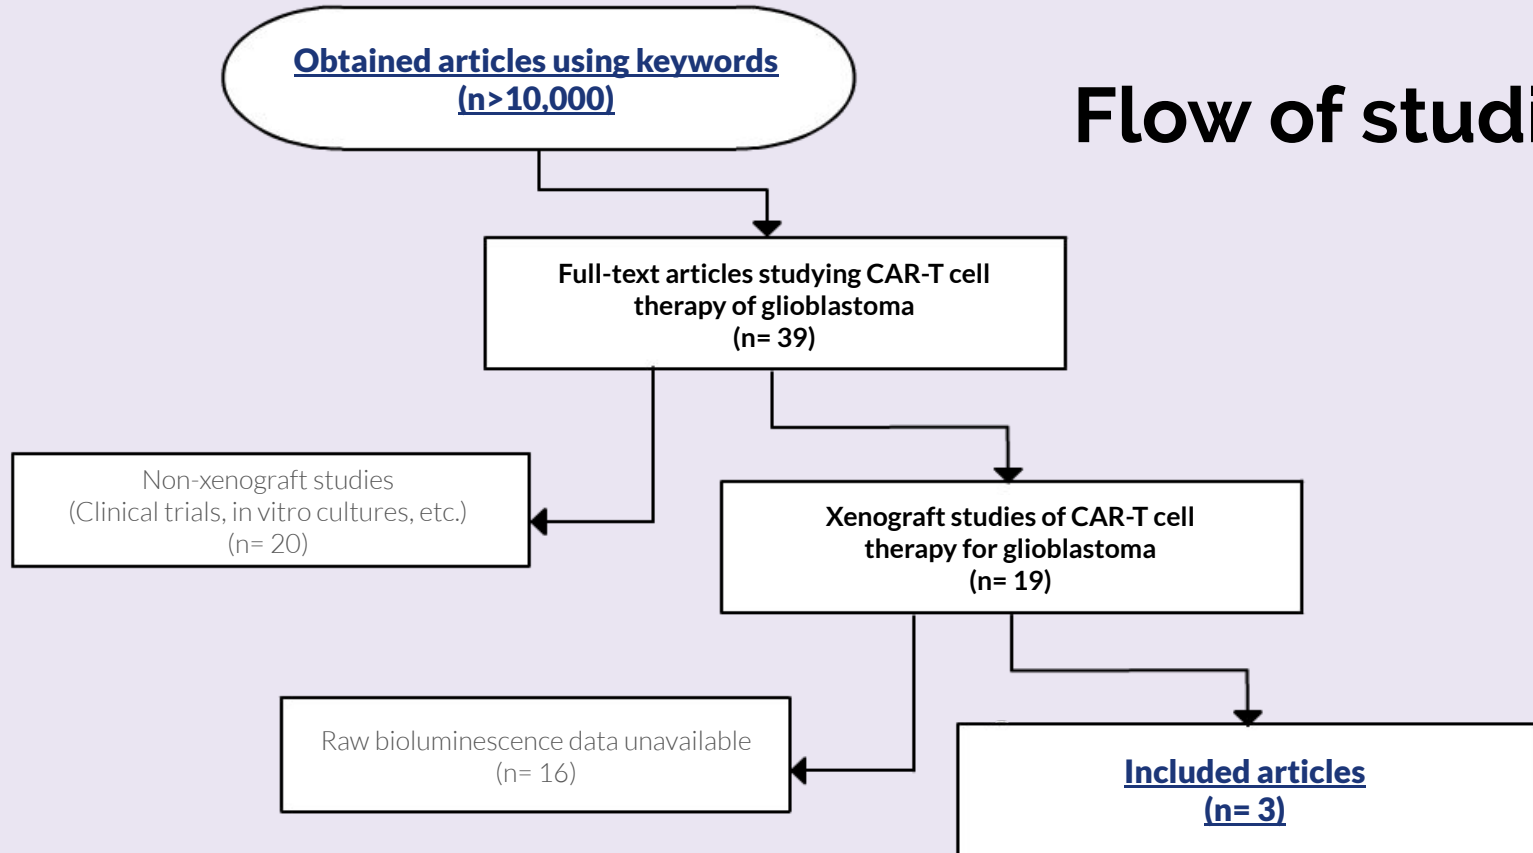 Obtained articles using keywords
(n>10,000)
Flow of studi
Full-text articles studying CAR-T cell
therapy of glioblastoma
(n= 39)
Non-xenograft studies
(Clinical trials, in vitro cultures, etc.)
(n= 20)
Xenograft studies of CAR-T cell
therapy for glioblastoma
(n= 19)
Raw bioluminescence data unavailable
(n= 16)
Included articles
(n= 3)